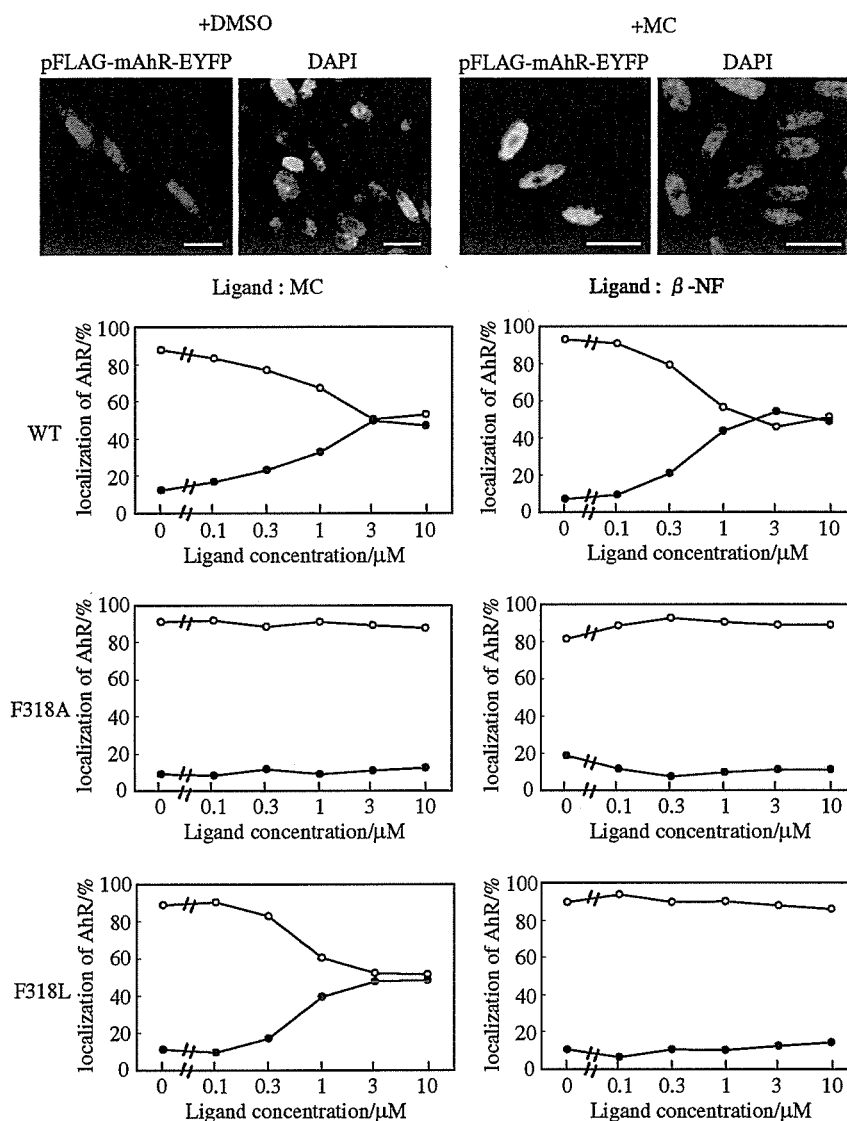 +DMSO +MC
pFLAG-mAhR-EYFP DAPI pFLAG-mAhR-EYFP DAPI
Ligand : MC Ligand : β-NF
WT
localization of AhR/%
100
80
60
40
20
0
0 0.1 0.3 1 3 10
Ligand concentration/μM
localization of AhR/%
100
80
60
40
20
0
0 0.1 0.3 1 3 10
Ligand concentration/μM
F318A
localization of AhR/%
100
80
60
40
20
0
0 0.1 0.3 1 3 10
Ligand concentration/μM
localization of AhR/%
100
80
60
40
20
0
0 0.1 0.3 1 3 10
Ligand concentration/μM
F318L
localization of AhR/%
100
80
60
40
20
0
0 0.1 0.3 1 3 10
Ligand concentration/μM
localization of AhR/%
100
80
60
40
20
0
0 0.1 0.3 1 3 10
Ligand concentration/μM